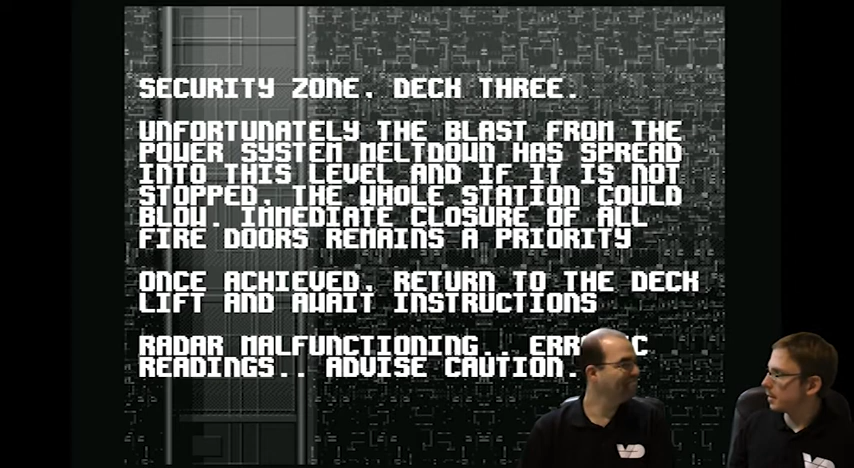 SECURITY ZONE, DECK THREE.
UNFORTUNATELY THE BLAST FROM THE
POWER SYSTEM MELTDOWN HAS SPREAD
INTO THIS LEVEL AND IF IT IS NOT
STOPPED, THE WHOLE STATION COULD
BLOW. IMMEDIATE CLOSURE OF ALL
FIRE DOORS REMAINS A PRIORITY
ONCE ACHIEVED, RETURN TO THE DECK
LIFT AND AWAIT INSTRUCTIONS
RADAR MALFUNCTIONING..
READINGS.. ADVISE CAUTION.